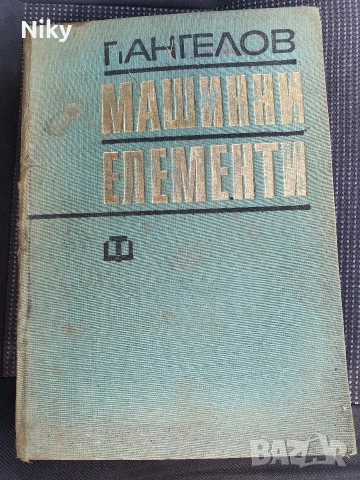 Niky
Г. АНГЕЛОВ
МАШИННИ
ЕЛЕМЕНТИ
Т
BAZAR